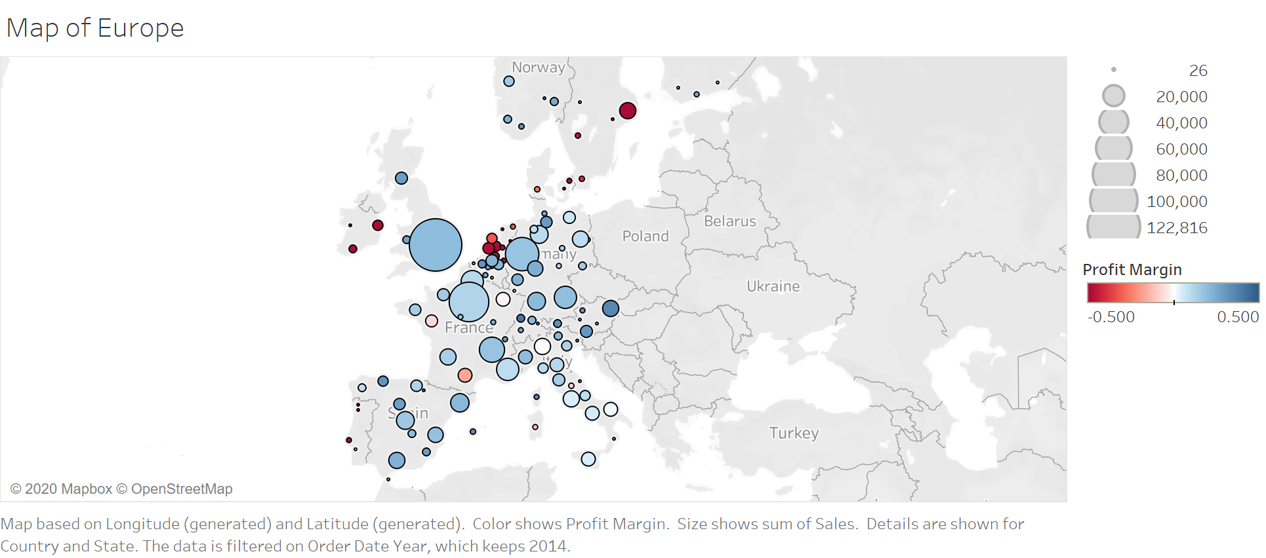 Map of Europe
Norway
Belarus
Poland
many
Ukraine
France
Spain
Turkey
© 2020 Mapbox © OpenStreetMap
26
20,000
40,000
60,000
80,000
100,000
122,816
Profit Margin
-0.500 0.500
Map based on Longitude (generated) and Latitude (generated). Color shows Profit Margin. Size shows sum of Sales. Details are shown for
Country and State. The data is filtered on Order Date Year, which keeps 2014.